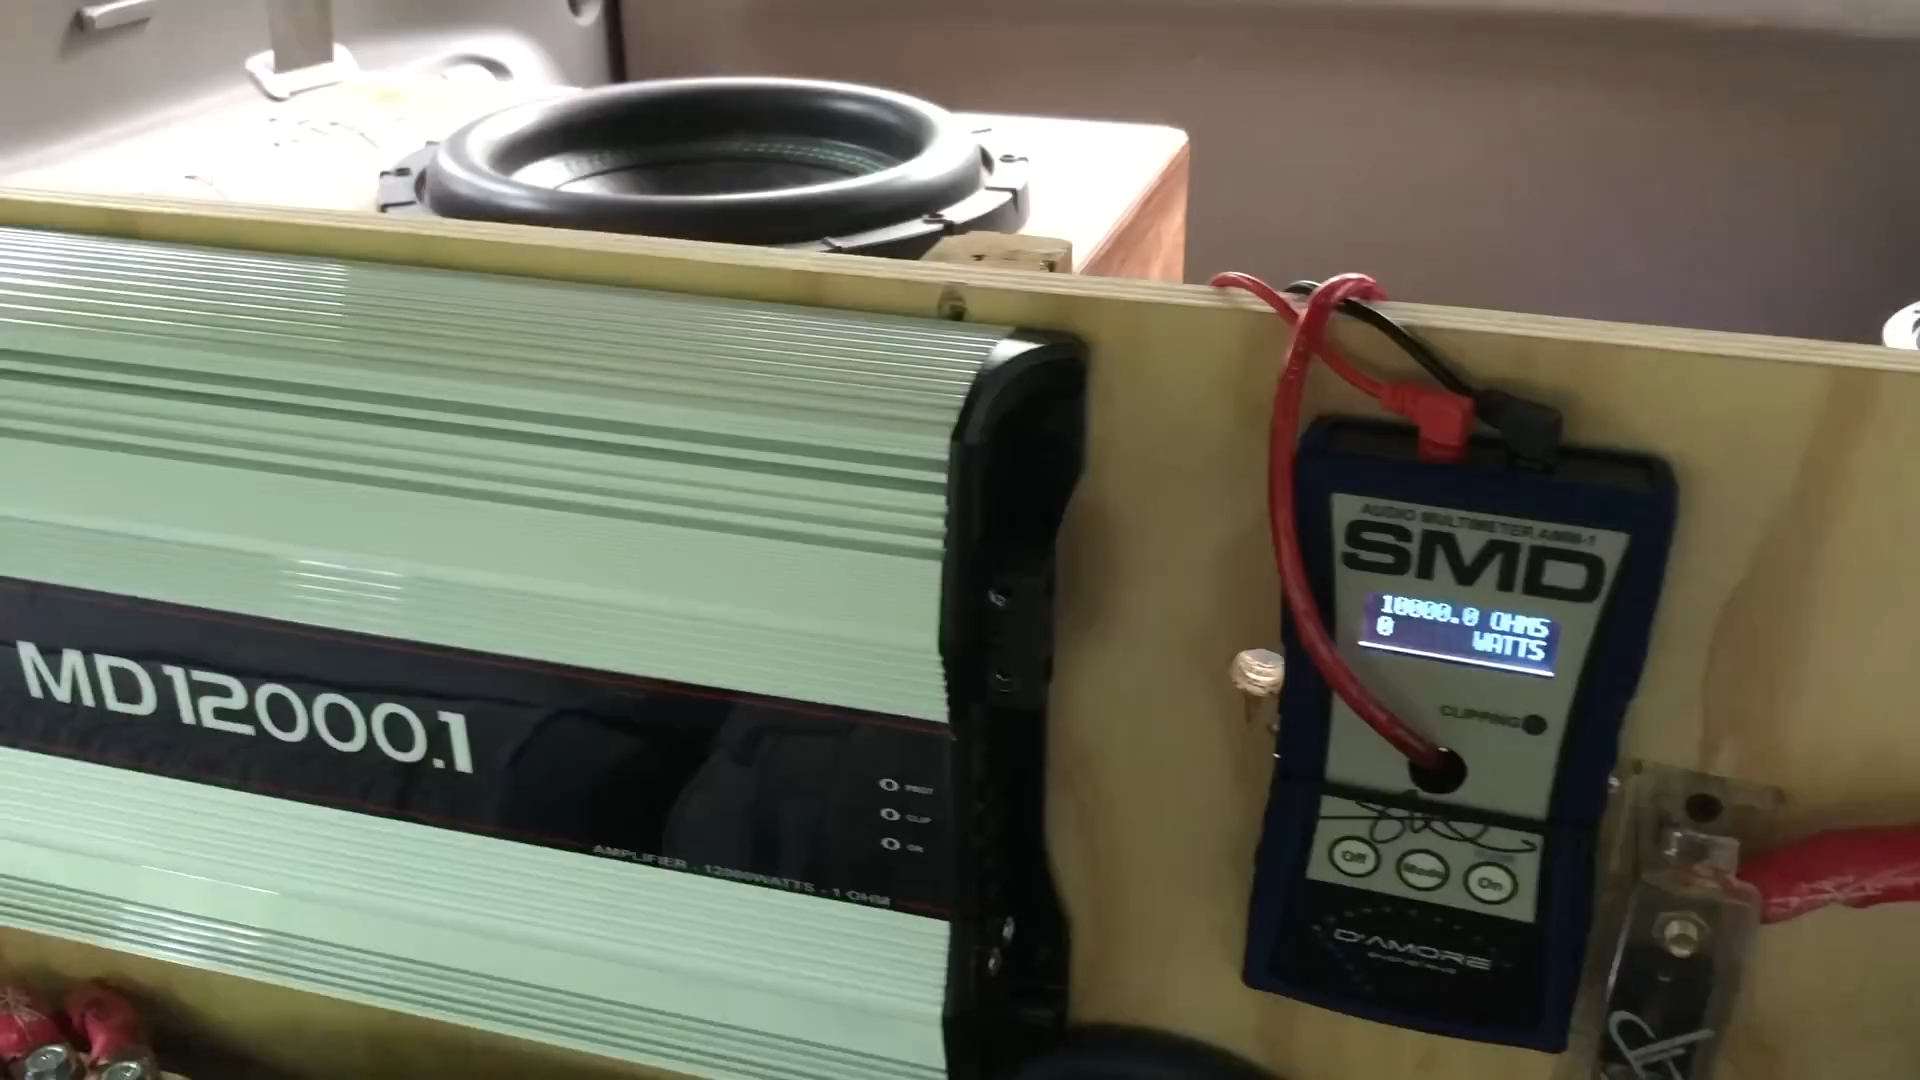 MD12000.1
PROT
CLIP
ON
AMPLIFIER - 12000WATTS - 1 OHM
AUDIO MULTIMETER AMM-1
SMD
10000.0 OHMS
0 WATTS
CLIPPING
Off
Mode
On
D'AMORE